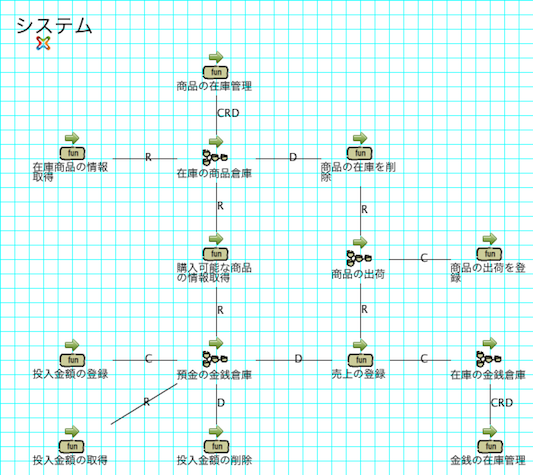 システム
fun
商品の在庫管理
CRD
fun
在庫商品の情報
取得
R
在庫の商品倉庫
D
fun
商品の在庫を削
除
R
R
fun
購入可能な商品
の情報取得
商品の出荷
C
fun
商品の出荷を登
録
R
R
fun
投入金額の登録
C
預金の金銭倉庫
D
fun
売上の登録
C
在庫の金銭倉庫
R
D
CRD
fun
投入金額の取得
fun
投入金額の削除
fun
金銭の在庫管理